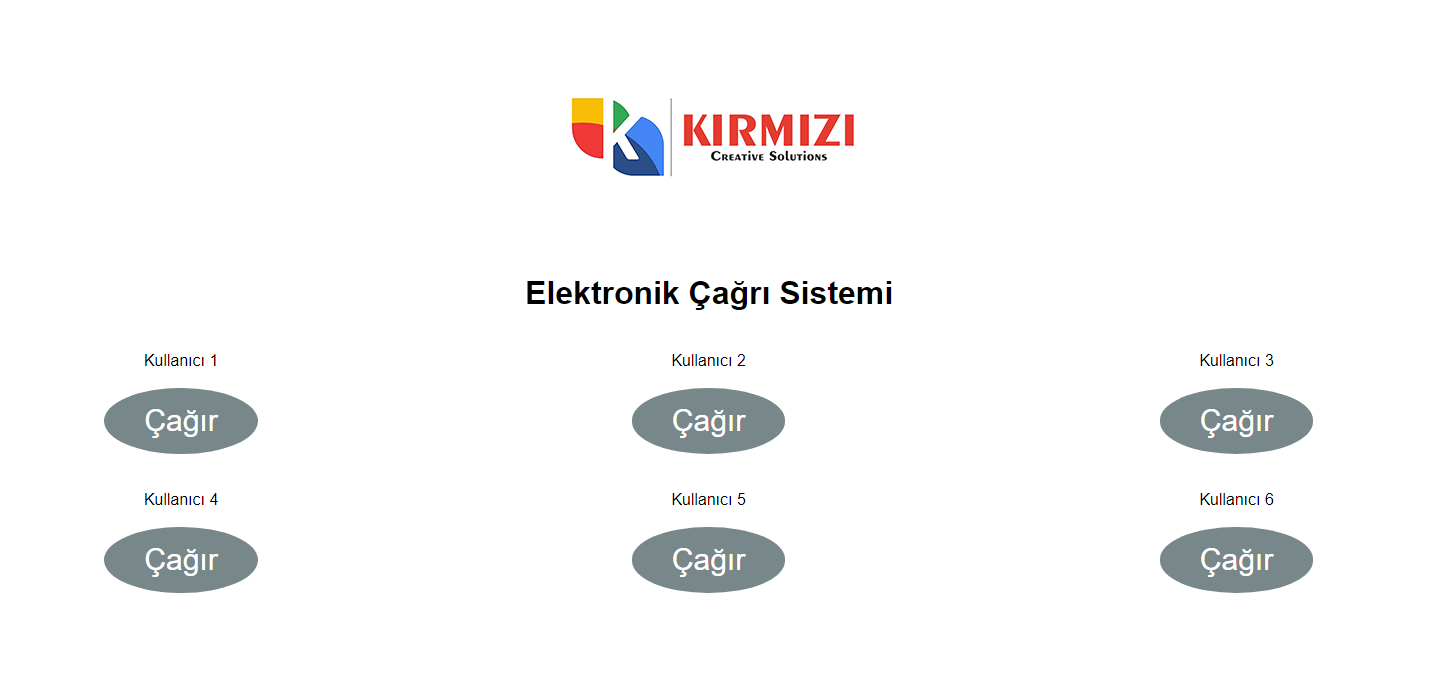 KIRMIZI
Creative Solutions
Elektronik Çağrı Sistemi
Kullanıcı 1 Kullanıcı 2 Kullanıcı 3
Çağır Çağır Çağır
Kullanıcı 4 Kullanıcı 5 Kullanıcı 6
Çağır Çağır Çağır